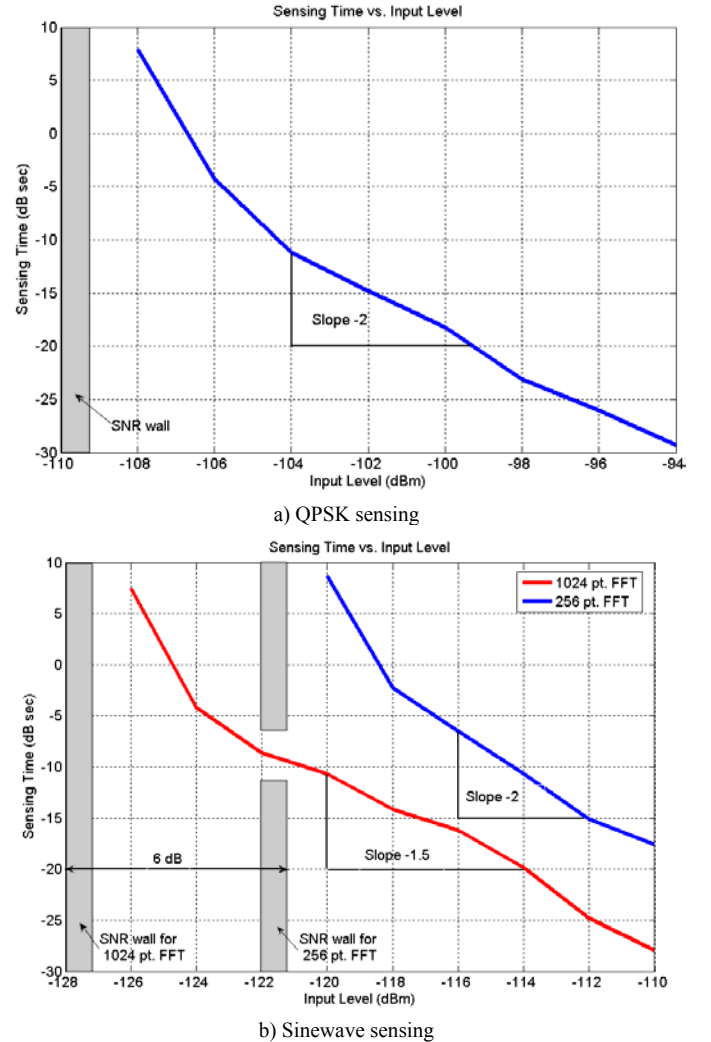 Sensing Time vs. Input Level
10
5
0
-5
-10
-15
-20
-25
-30
Sensing Time (dB sec)
Slope -2
SNR wall
-110 -108 -106 -104 -102 -100 -98 -96 -94
Input Level (dBm)
a) QPSK sensing
Sensing Time vs. Input Level
10
5
0
-5
-10
-15
-20
-25
-30
Sensing Time (dB sec)
1024 pt. FFT
256 pt. FFT
Slope -2
Slope -1.5
6 dB
SNR wall for
1024 pt. FFT
SNR wall for
256 pt. FFT
-128 -126 -124 -122 -120 -118 -116 -114 -112 -110
Input Level (dBm)
b) Sinewave sensing